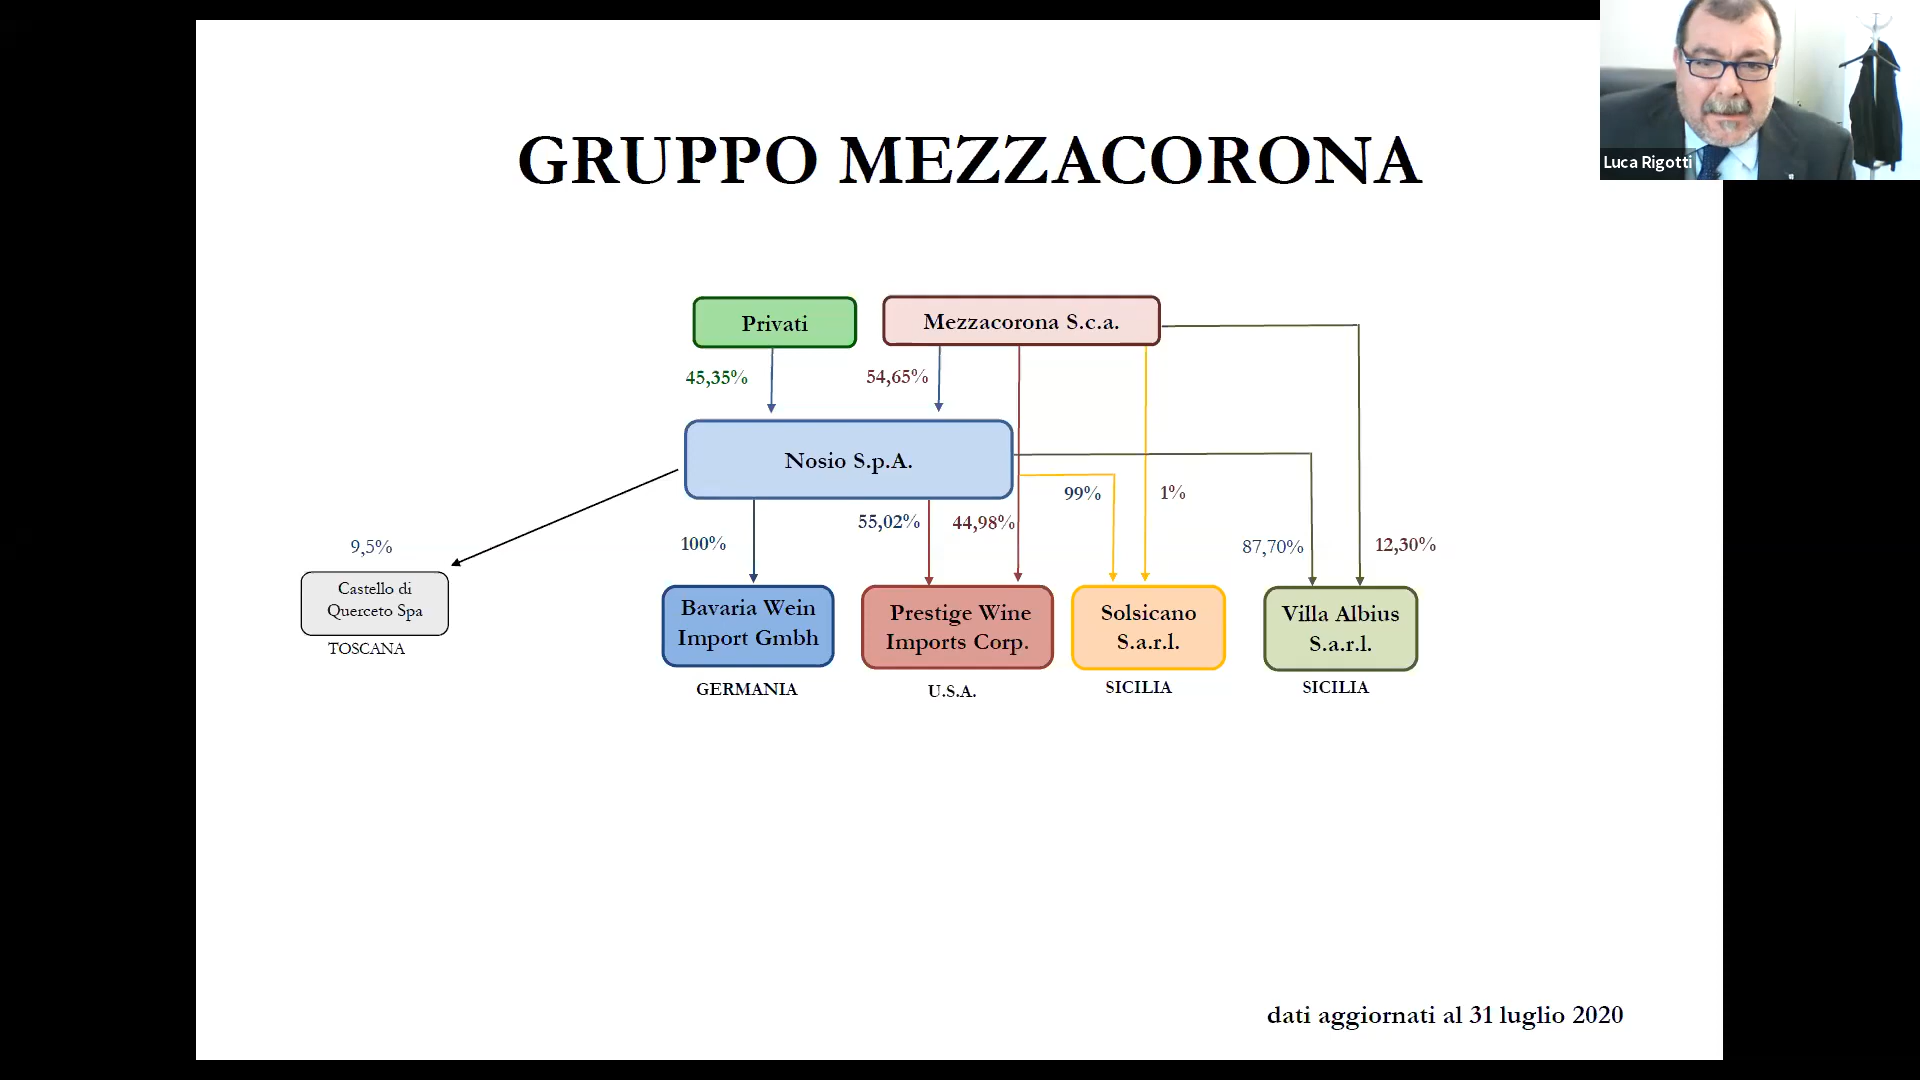 Luca Rigotti
GRUPPO MEZZACORONA
Privati
Mezzacorona S.c.a.
45,35%
54,65%
Nosio S.p.A.
99%
1%
55,02%
44,98%
100%
9,5%
87,70%
12,30%
Castello di
Querceto Spa
TOSCANA
Bavaria Wein
Import Gmbh
GERMANIA
Prestige Wine
Imports Corp.
U.S.A.
Solsicano
S.a.r.l.
SICILIA
Villa Albius
S.a.r.l.
SICILIA
dati aggiornati al 31 luglio 2020